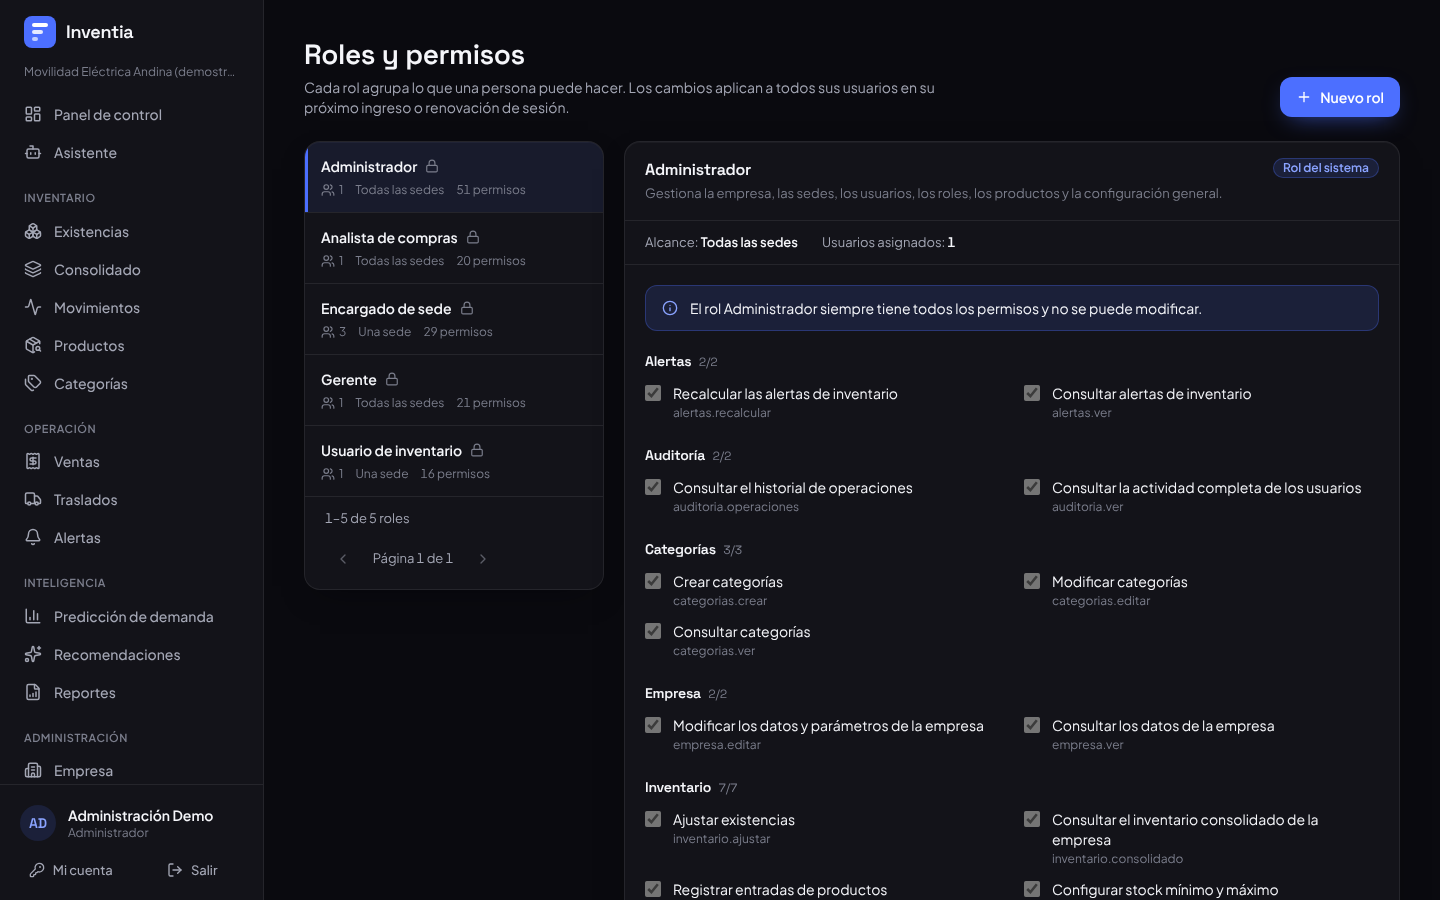 Inventia
Movilidad Eléctrica Andina (demostr...
Panel de control
Asistente
INVENTARIO
Existencias
Consolidado
Movimientos
Productos
Categorías
OPERACIÓN
Ventas
Traslados
Alertas
INTELIGENCIA
Predicción de demanda
Recomendaciones
Reportes
ADMINISTRACIÓN
Empresa
AD
Administración Demo
Administrador
Mi cuenta
Salir
Roles y permisos
Cada rol agrupa lo que una persona puede hacer. Los cambios aplican a todos sus usuarios en su
próximo ingreso o renovación de sesión.
Nuevo rol
Administrador
1 Todas las sedes 51 permisos
Analista de compras
1 Todas las sedes 20 permisos
Encargado de sede
3 Una sede 29 permisos
Gerente
1 Todas las sedes 21 permisos
Usuario de inventario
1 Una sede 16 permisos
1–5 de 5 roles
Página 1 de 1
Administrador
Rol del sistema
Gestiona la empresa, las sedes, los usuarios, los roles, los productos y la configuración general.
Alcance: Todas las sedes Usuarios asignados: 1
El rol Administrador siempre tiene todos los permisos y no se puede modificar.
Alertas 2/2
Recalcular las alertas de inventario
alertas.recalcular
Consultar alertas de inventario
alertas.ver
Auditoría 2/2
Consultar el historial de operaciones
auditoria.operaciones
Consultar la actividad completa de los usuarios
auditoria.ver
Categorías 3/3
Crear categorías
categorias.crear
Modificar categorías
categorias.editar
Consultar categorías
categorias.ver
Empresa 2/2
Modificar los datos y parámetros de la empresa
empresa.editar
Consultar los datos de la empresa
empresa.ver
Inventario 7/7
Ajustar existencias
inventario.ajustar
Consultar el inventario consolidado de la
empresa
inventario.consolidado
Registrar entradas de productos
Configurar stock mínimo y máximo